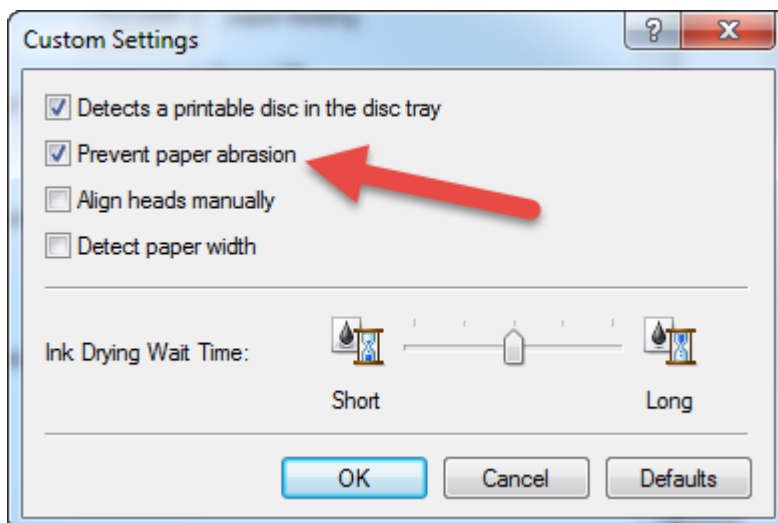 Custom Settings
Detects a printable disc in the disc tray
Prevent paper abrasion
Align heads manually
Detect paper width
Ink Drying Wait Time:
Short Long
OK Cancel Defaults